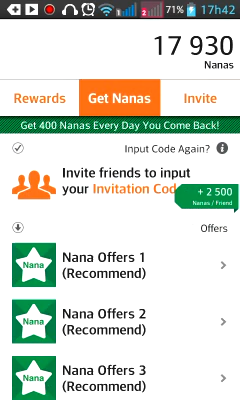 71% 17h42
17 930
Nanas
Rewards
Get Nanas
Invite
Get 400 Nanas Every Day You Come Back!
Input Code Again?
Invite friends to input
your Invitation Cod
+ 2 500
Nanas / Friend
Offers
Nana
Nana Offers 1
(Recommend)
Nana
Nana Offers 2
(Recommend)
Nana
Nana Offers 3
(Recommend)